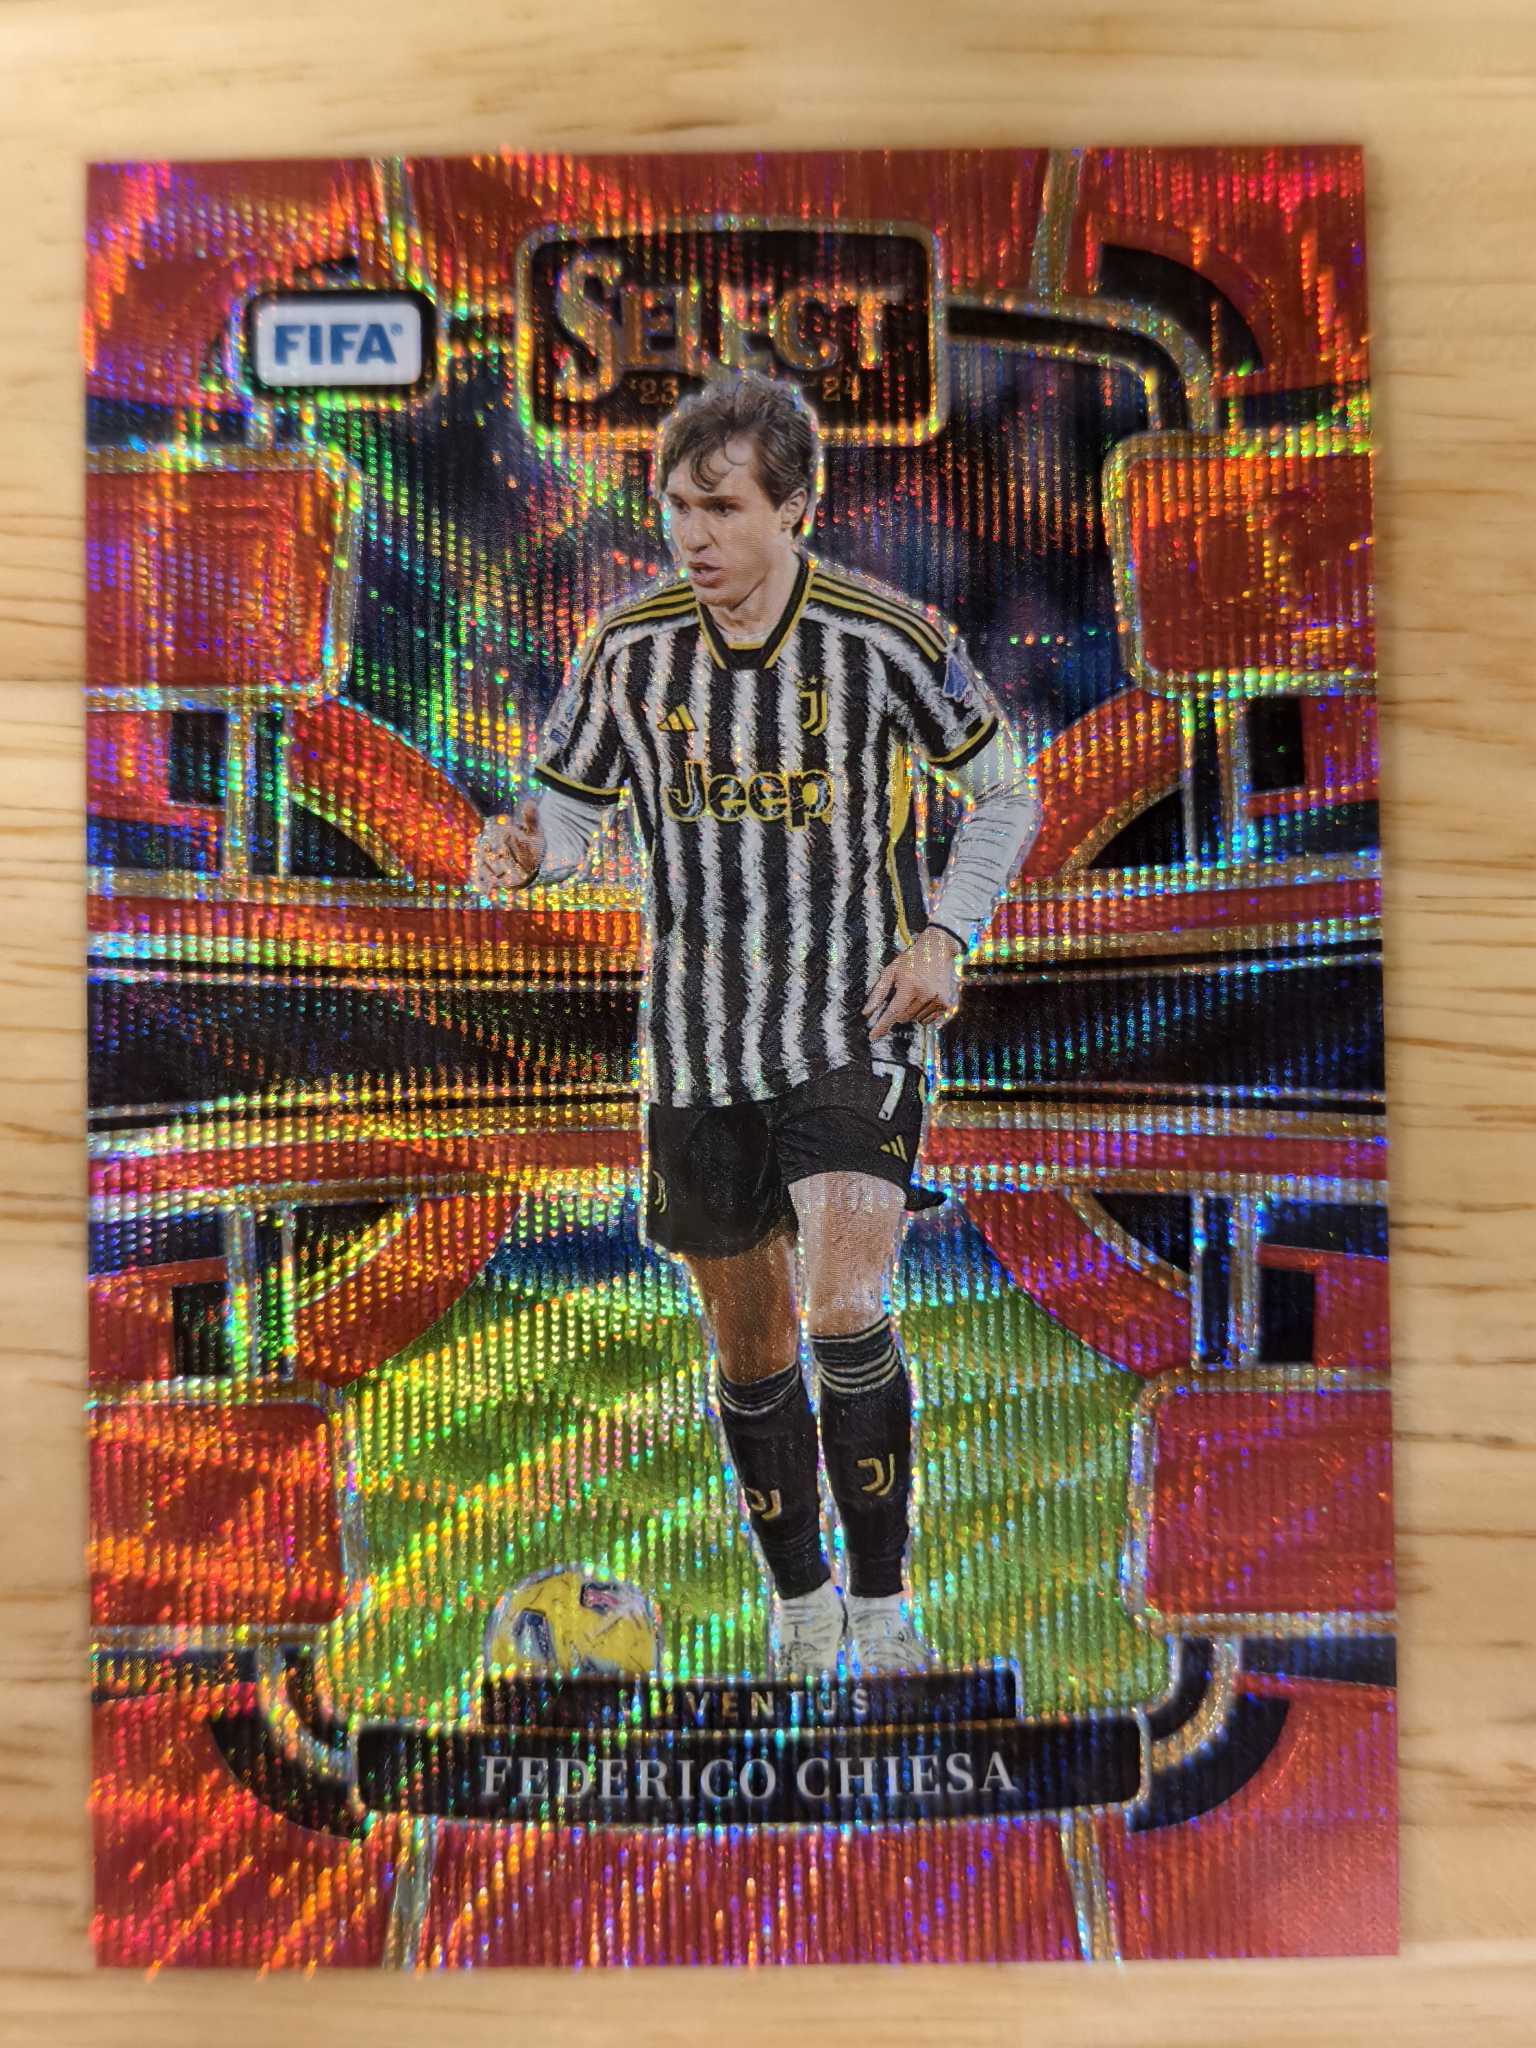 FIFA®
SELECT
'23 24
Jeep
7
JUVENTUS
FEDERICO CHIESA